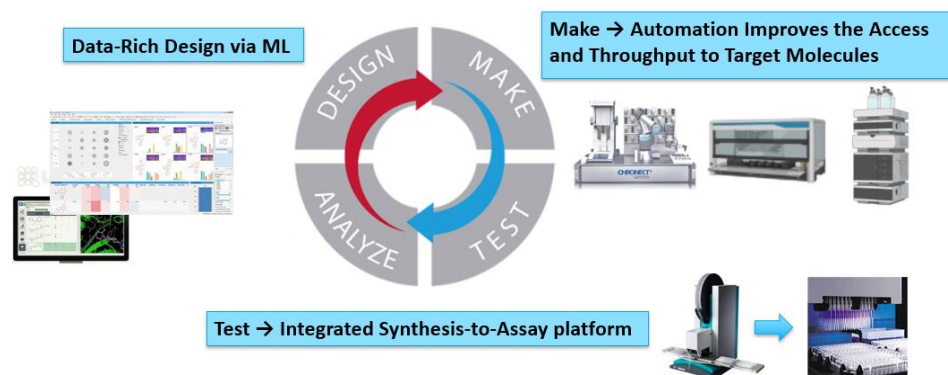 Data-Rich Design via ML
Make → Automation Improves the Access
and Throughput to Target Molecules
DESIGN
MAKE
ANALYZE
TEST
CHRONECT
Test → Integrated Synthesis-to-Assay platform